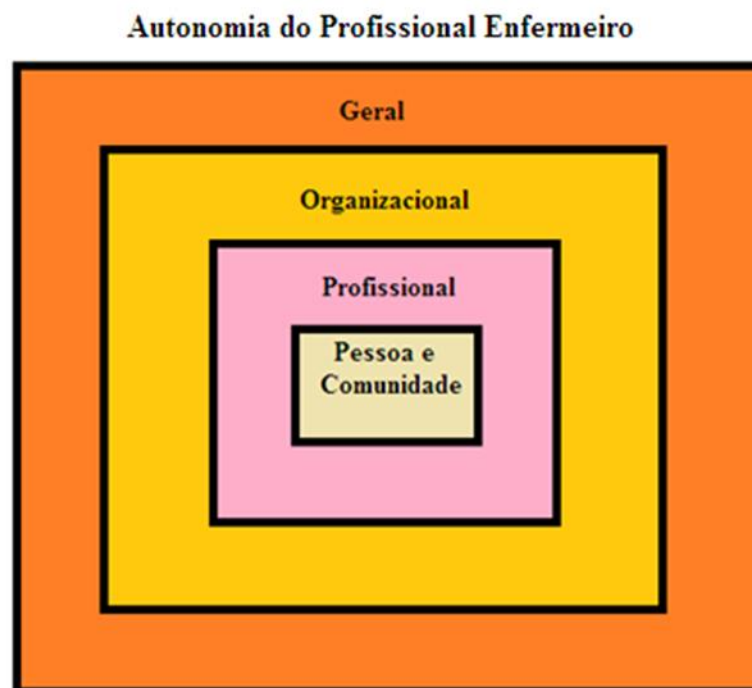 Autonomia do Profissional Enfermeiro
Geral
Organizacional
Profissional
Pessoa e
Comunidade